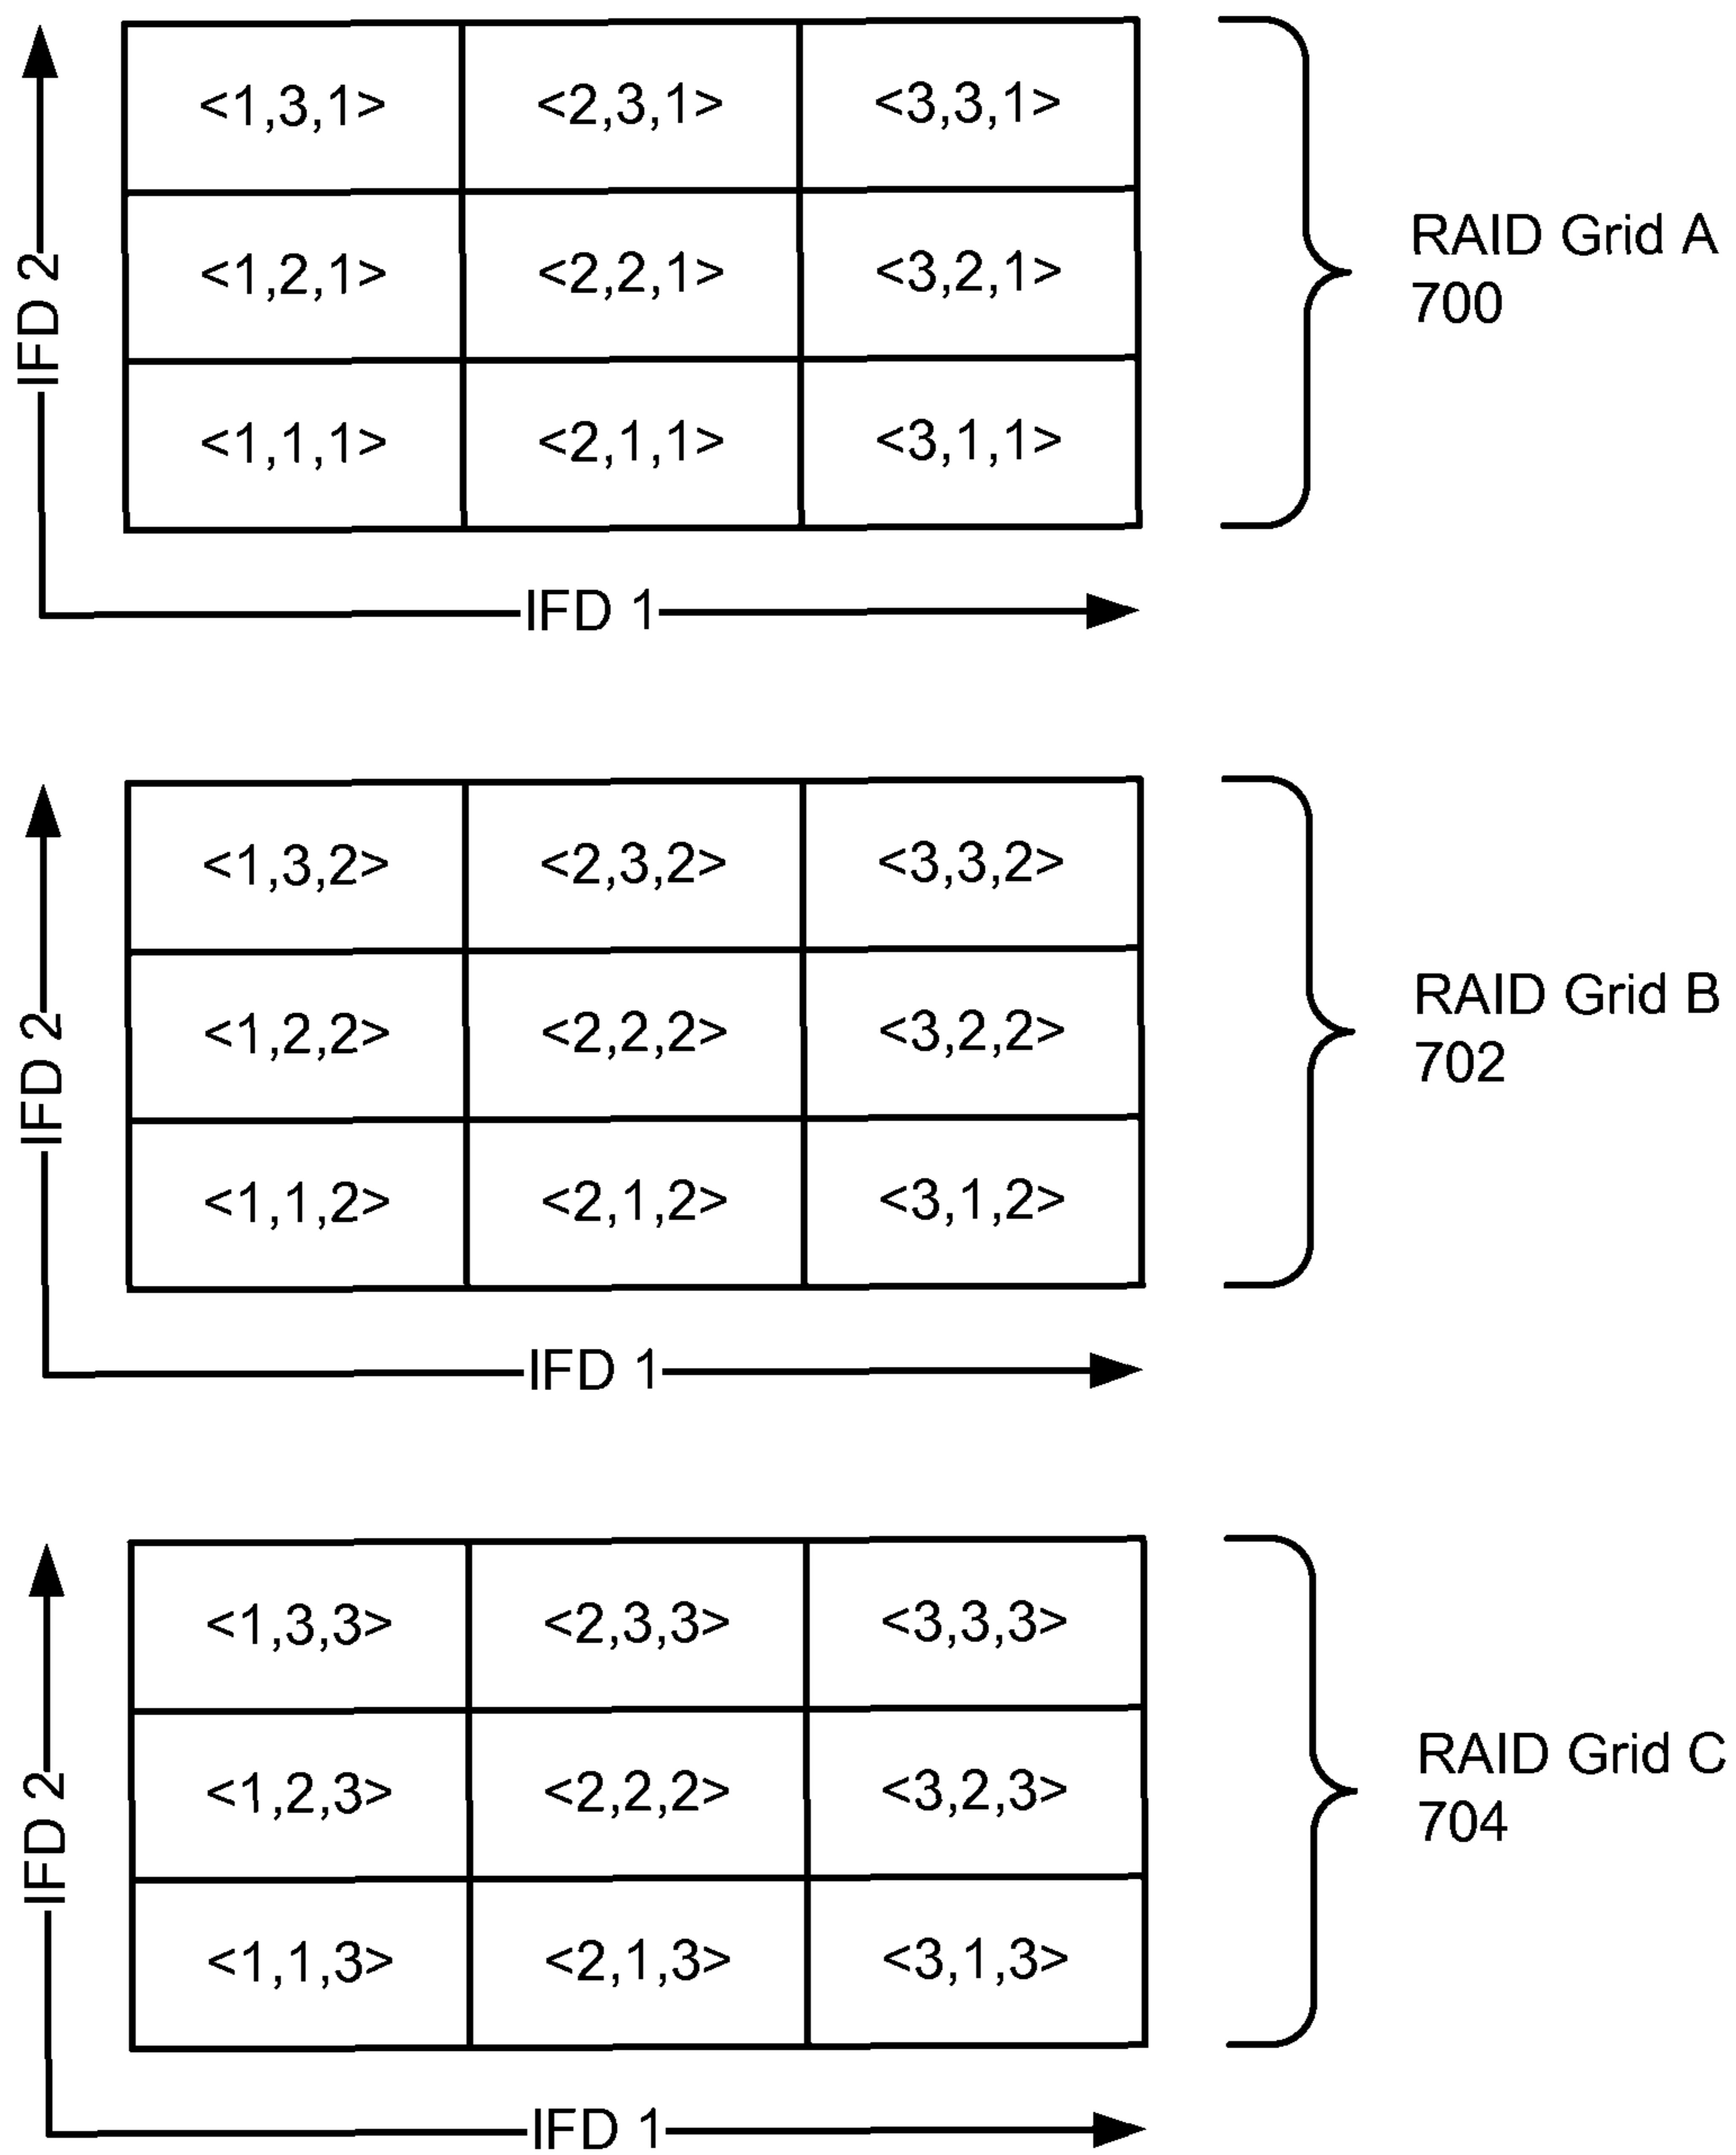 <1,3,1> <2,3,1> <3,3,1>
<1,2,1> <2,2,1> <3,2,1>
<1,1,1> <2,1,1> <3,1,1>
IFD 2
IFD 1
RAID Grid A
700
<1,3,2> <2,3,2> <3,3,2>
<1,2,2> <2,2,2> <3,2,2>
<1,1,2> <2,1,2> <3,1,2>
IFD 2
IFD 1
RAID Grid B
702
<1,3,3> <2,3,3> <3,3,3>
<1,2,3> <2,2,2> <3,2,3>
<1,1,3> <2,1,3> <3,1,3>
IFD 2
IFD 1
RAID Grid C
704